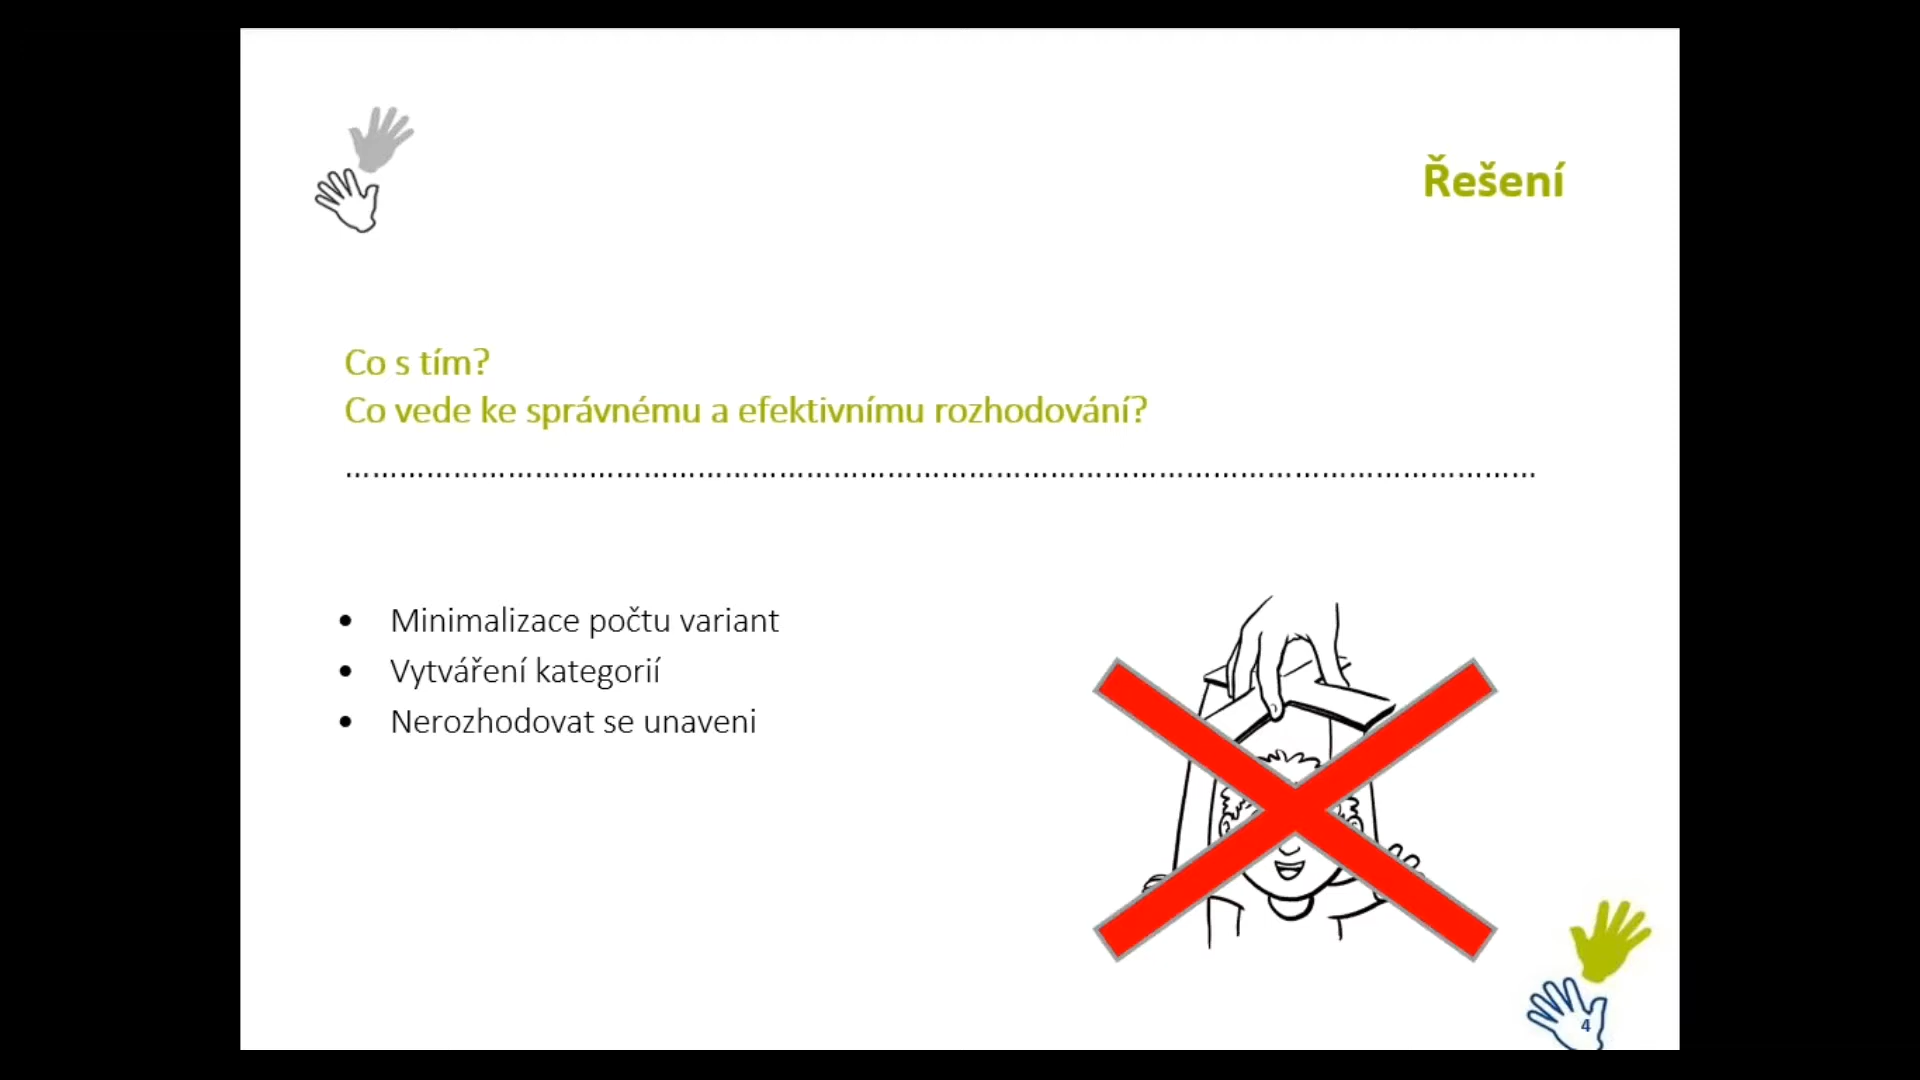 Řešení
Co s tím?
Co vede ke správnému a efektivnímu rozhodování?
…………………………………………………………………………………………………………………
• Minimalizace počtu variant
• Vytváření kategorií
• Nerozhodovat se unaveni
4